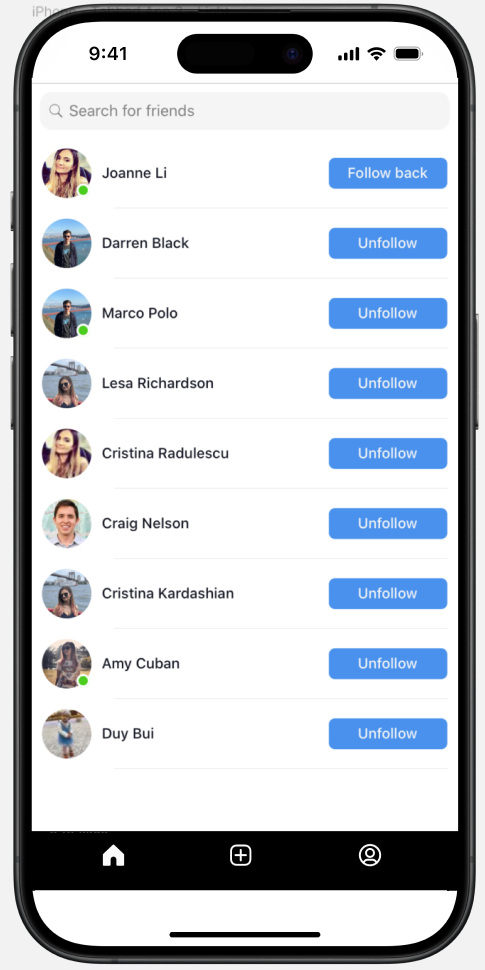 9:41
Search for friends
Joanne Li
Follow back
Darren Black
Unfollow
Marco Polo
Unfollow
Lesa Richardson
Unfollow
Cristina Radulescu
Unfollow
Craig Nelson
Unfollow
Cristina Kardashian
Unfollow
Amy Cuban
Unfollow
Duy Bui
Unfollow